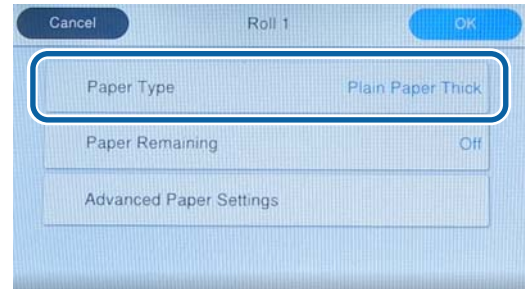 Cancel Roll 1 OK
Paper Type Plain Paper Thick
Paper Remaining Off
Advanced Paper Settings